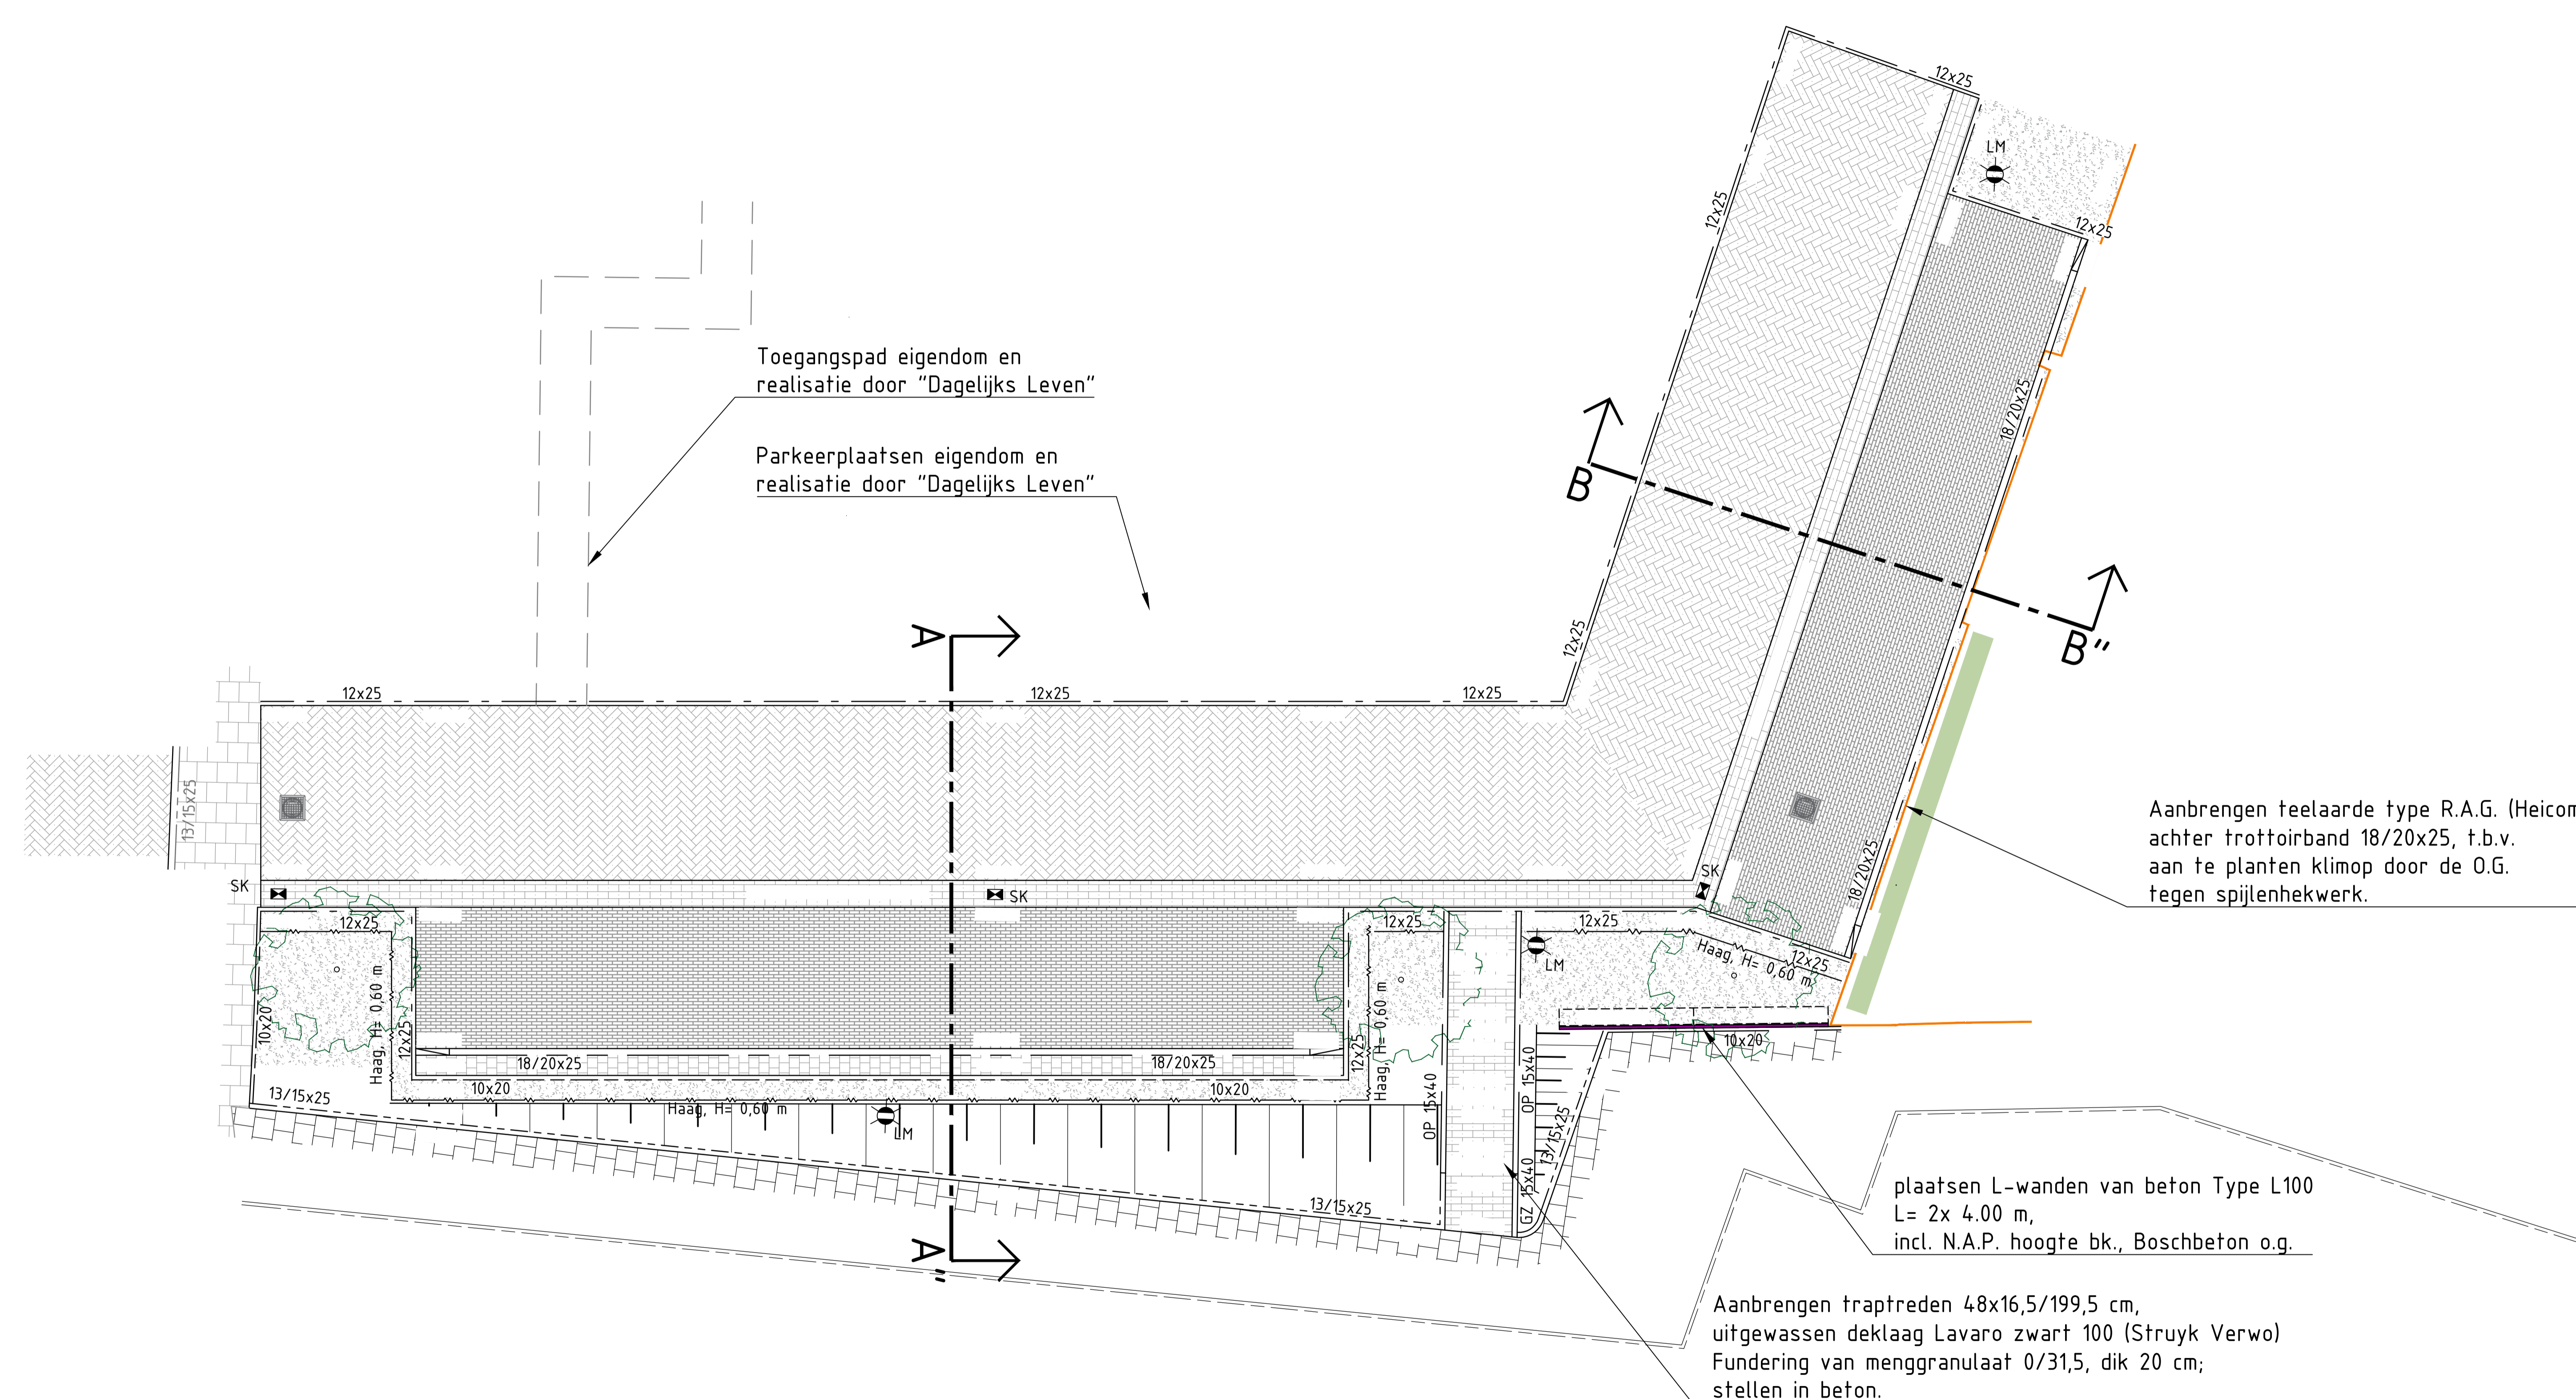 12x25
LM
12x25
12x25
Toegangspad eigendom en
realisatie door "Dagelijks Leven"
18/20x25
Parkeerplaatsen eigendom en
realisatie door "Dagelijks Leven"
B
B"
A
12x25
12x25
12x25
12x25
13/15x25
Aanbrengen teelaarde type R.A.G. (Heicom
achter trottoirband 18/20x25, t.b.v.
aan te planten klimop door de O.G.
tegen spijlenhekwerk.
18/20x25
SK
SK
SK
12x25
12x25
12x25
LM
Haag, H= 0,60 m
12x25
10x20
Haag, H= 0,60 m
12x25
12x25
Haag, H= 0,60 m
18/20x25
18/20x25
10x20
10x20
10x20
13/15x25
Haag, H= 0,60 m
LM
OP 15x40
OP 15x40
13/15x25
GZ 15x40
13/15x25
A"
plaatsen L-wanden van beton Type L100
L= 2x 4.00 m,
incl. N.A.P. hoogte bk., Boschbeton o.g.
Aanbrengen traptreden 48x16,5/199,5 cm,
uitgewassen deklaag Lavaro zwart 100 (Struyk Verwo)
Fundering van menggranulaat 0/31,5, dik 20 cm;
stellen in beton.